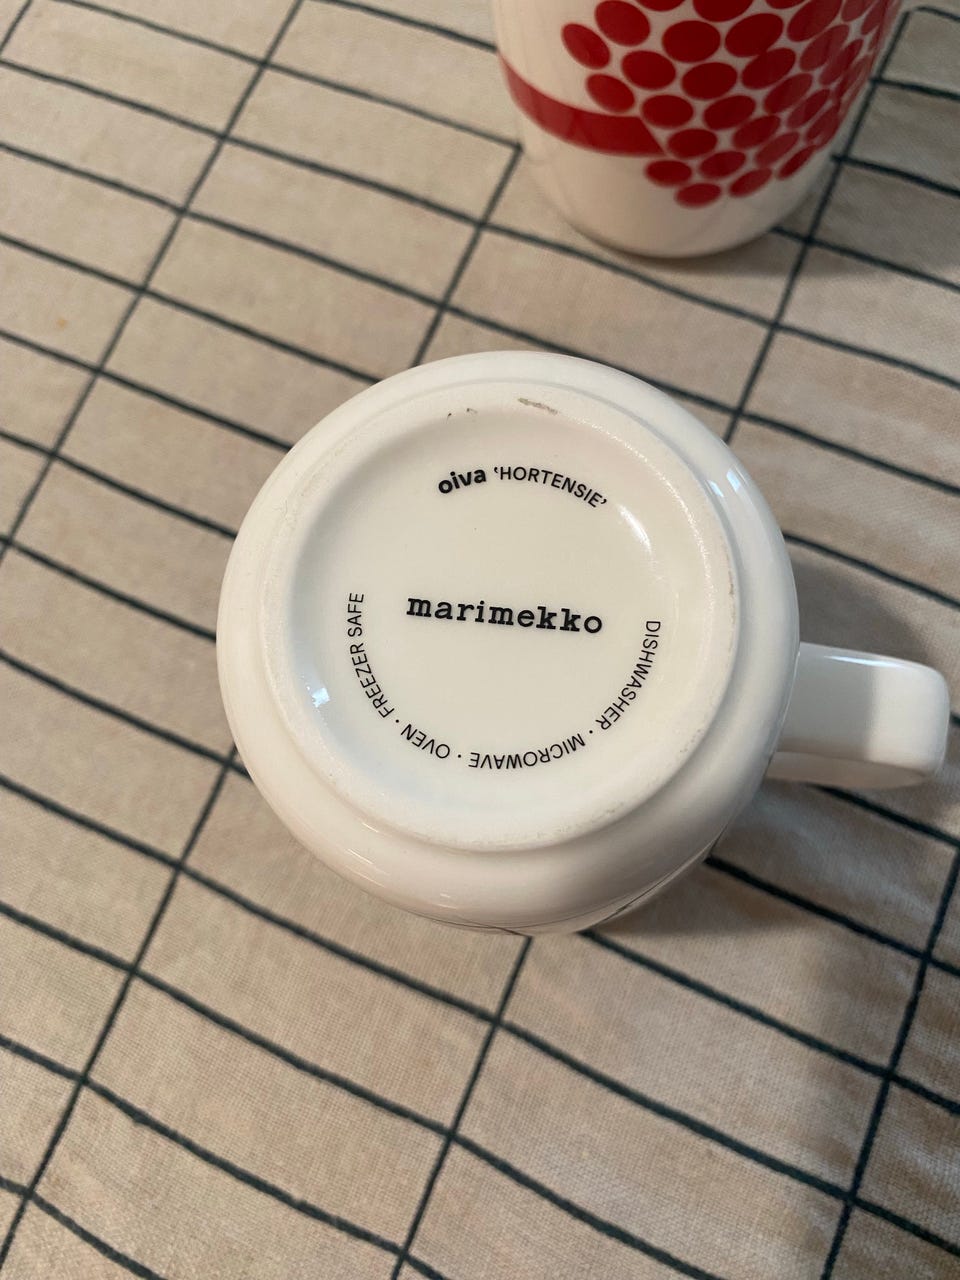 oiva ‘HORTENSIE’
marimekko
DISHWASHER · MICROWAVE · OVEN · FREEZER SAFE